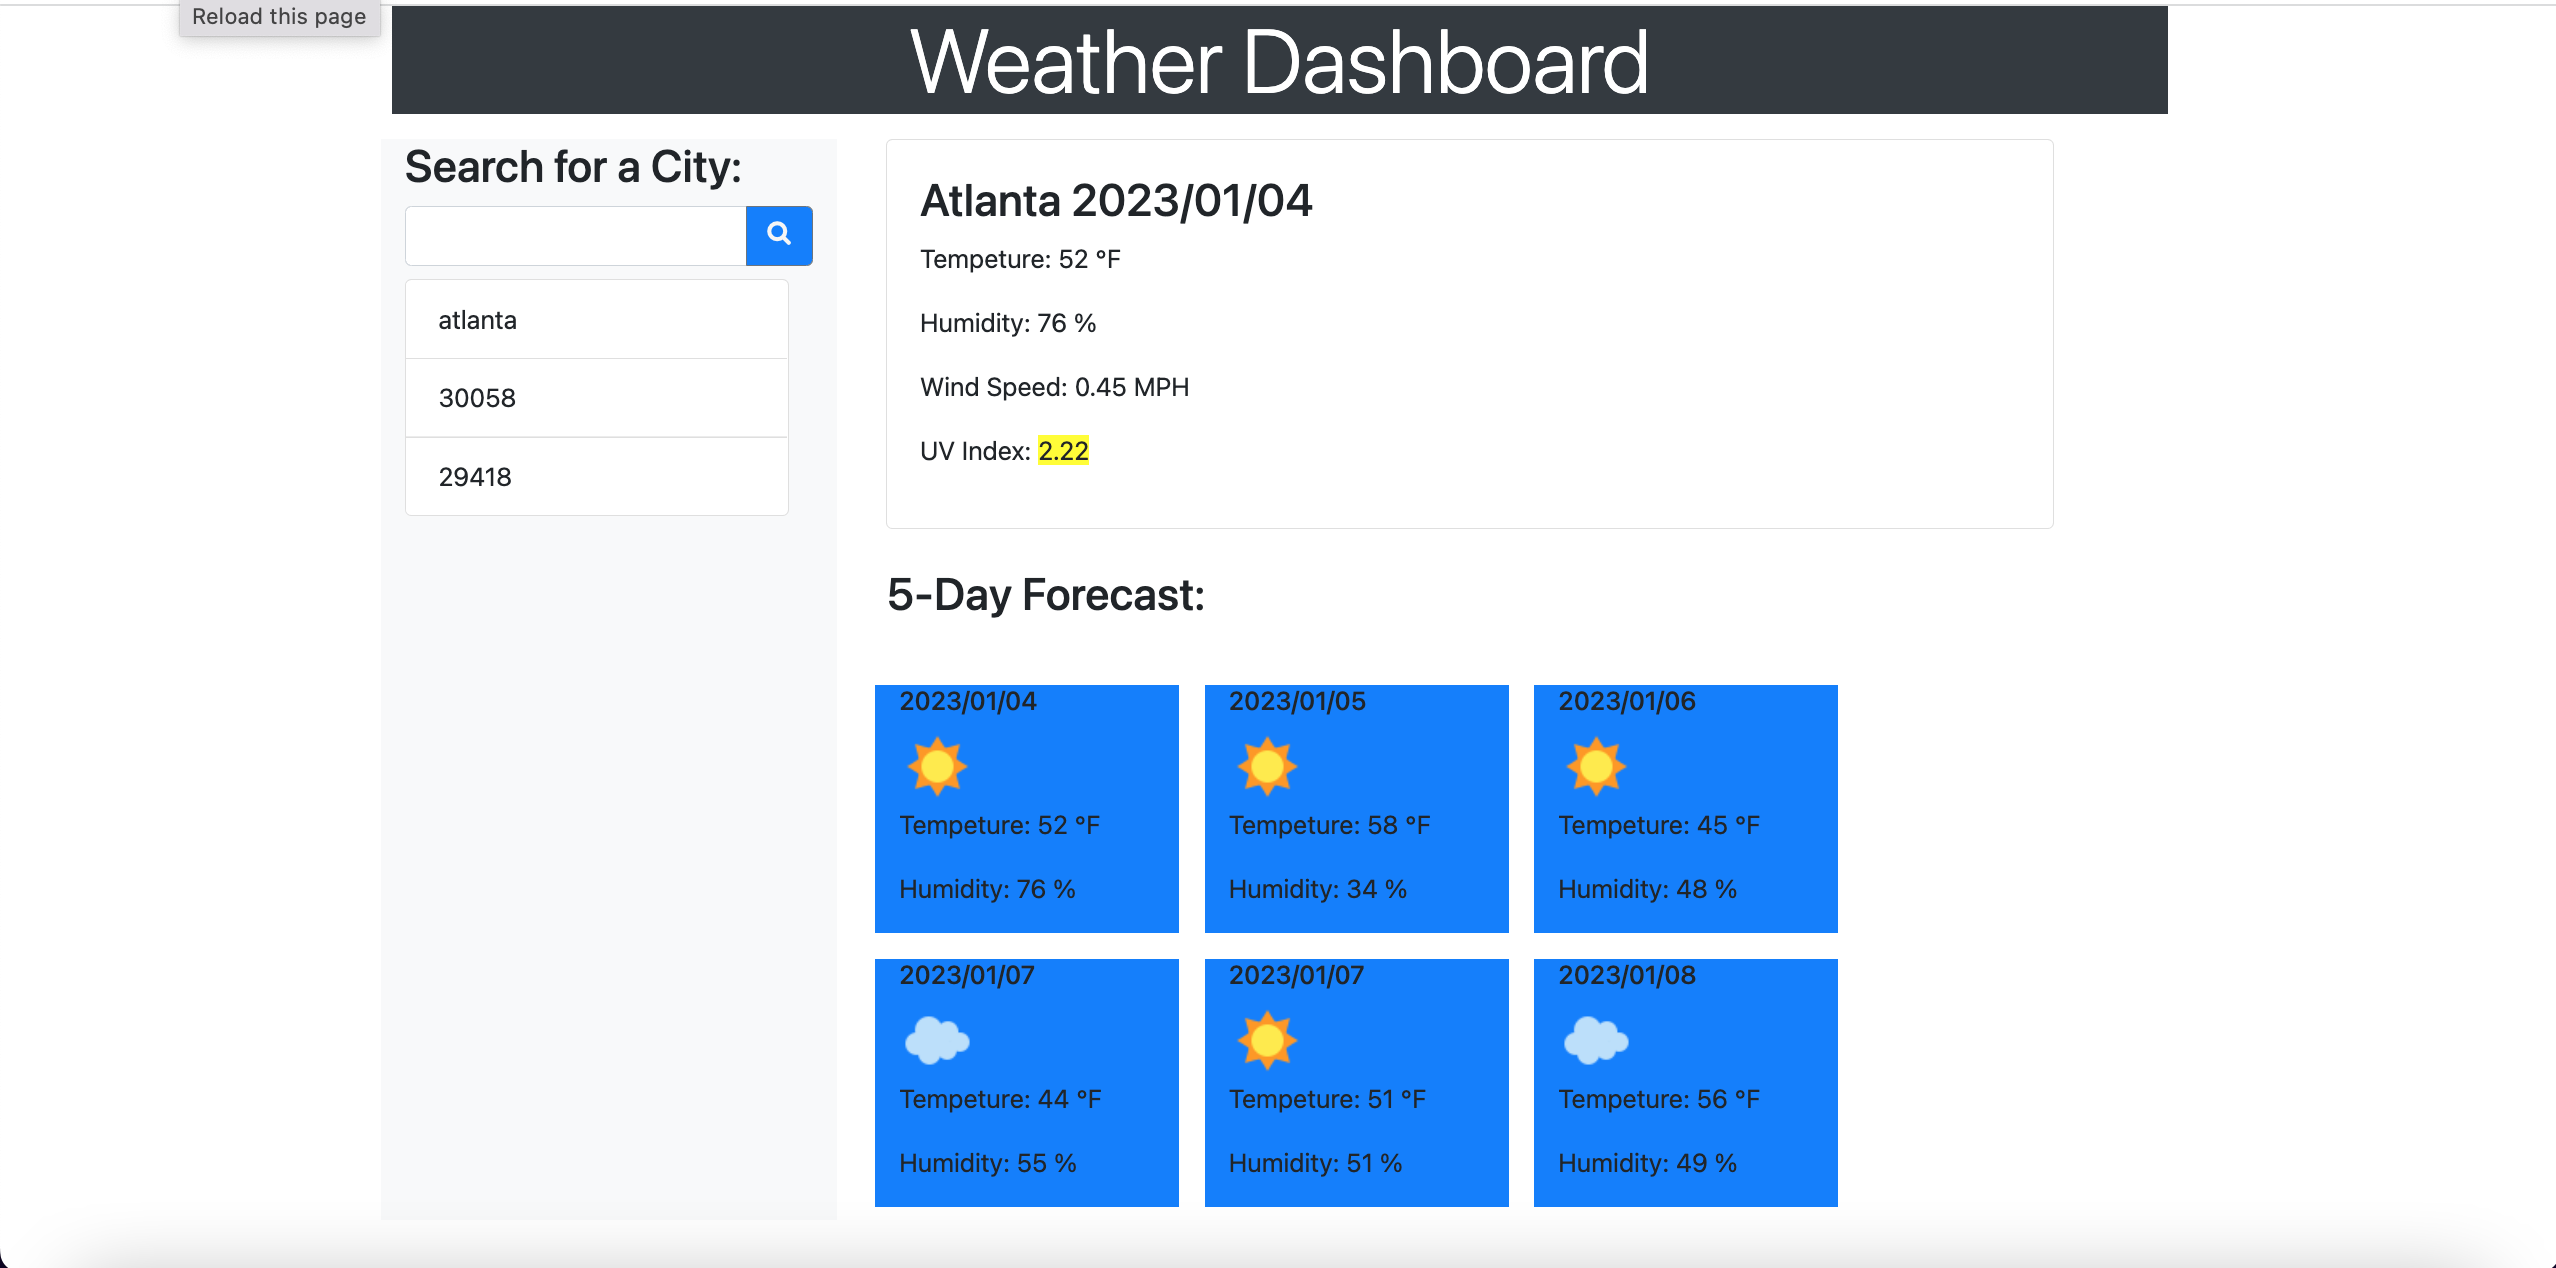 Reload this page
Weather Dashboard
Search for a City:
atlanta
30058
29418
Atlanta 2023/01/04
Tempeture: 52 °F
Humidity: 76 %
Wind Speed: 0.45 MPH
UV Index: 2.22
5-Day Forecast:
2023/01/04
Tempeture: 52 °F
Humidity: 76 %
2023/01/05
Tempeture: 58 °F
Humidity: 34 %
2023/01/06
Tempeture: 45 °F
Humidity: 48 %
2023/01/07
Tempeture: 44 °F
Humidity: 55 %
2023/01/07
Tempeture: 51 °F
Humidity: 51 %
2023/01/08
Tempeture: 56 °F
Humidity: 49 %